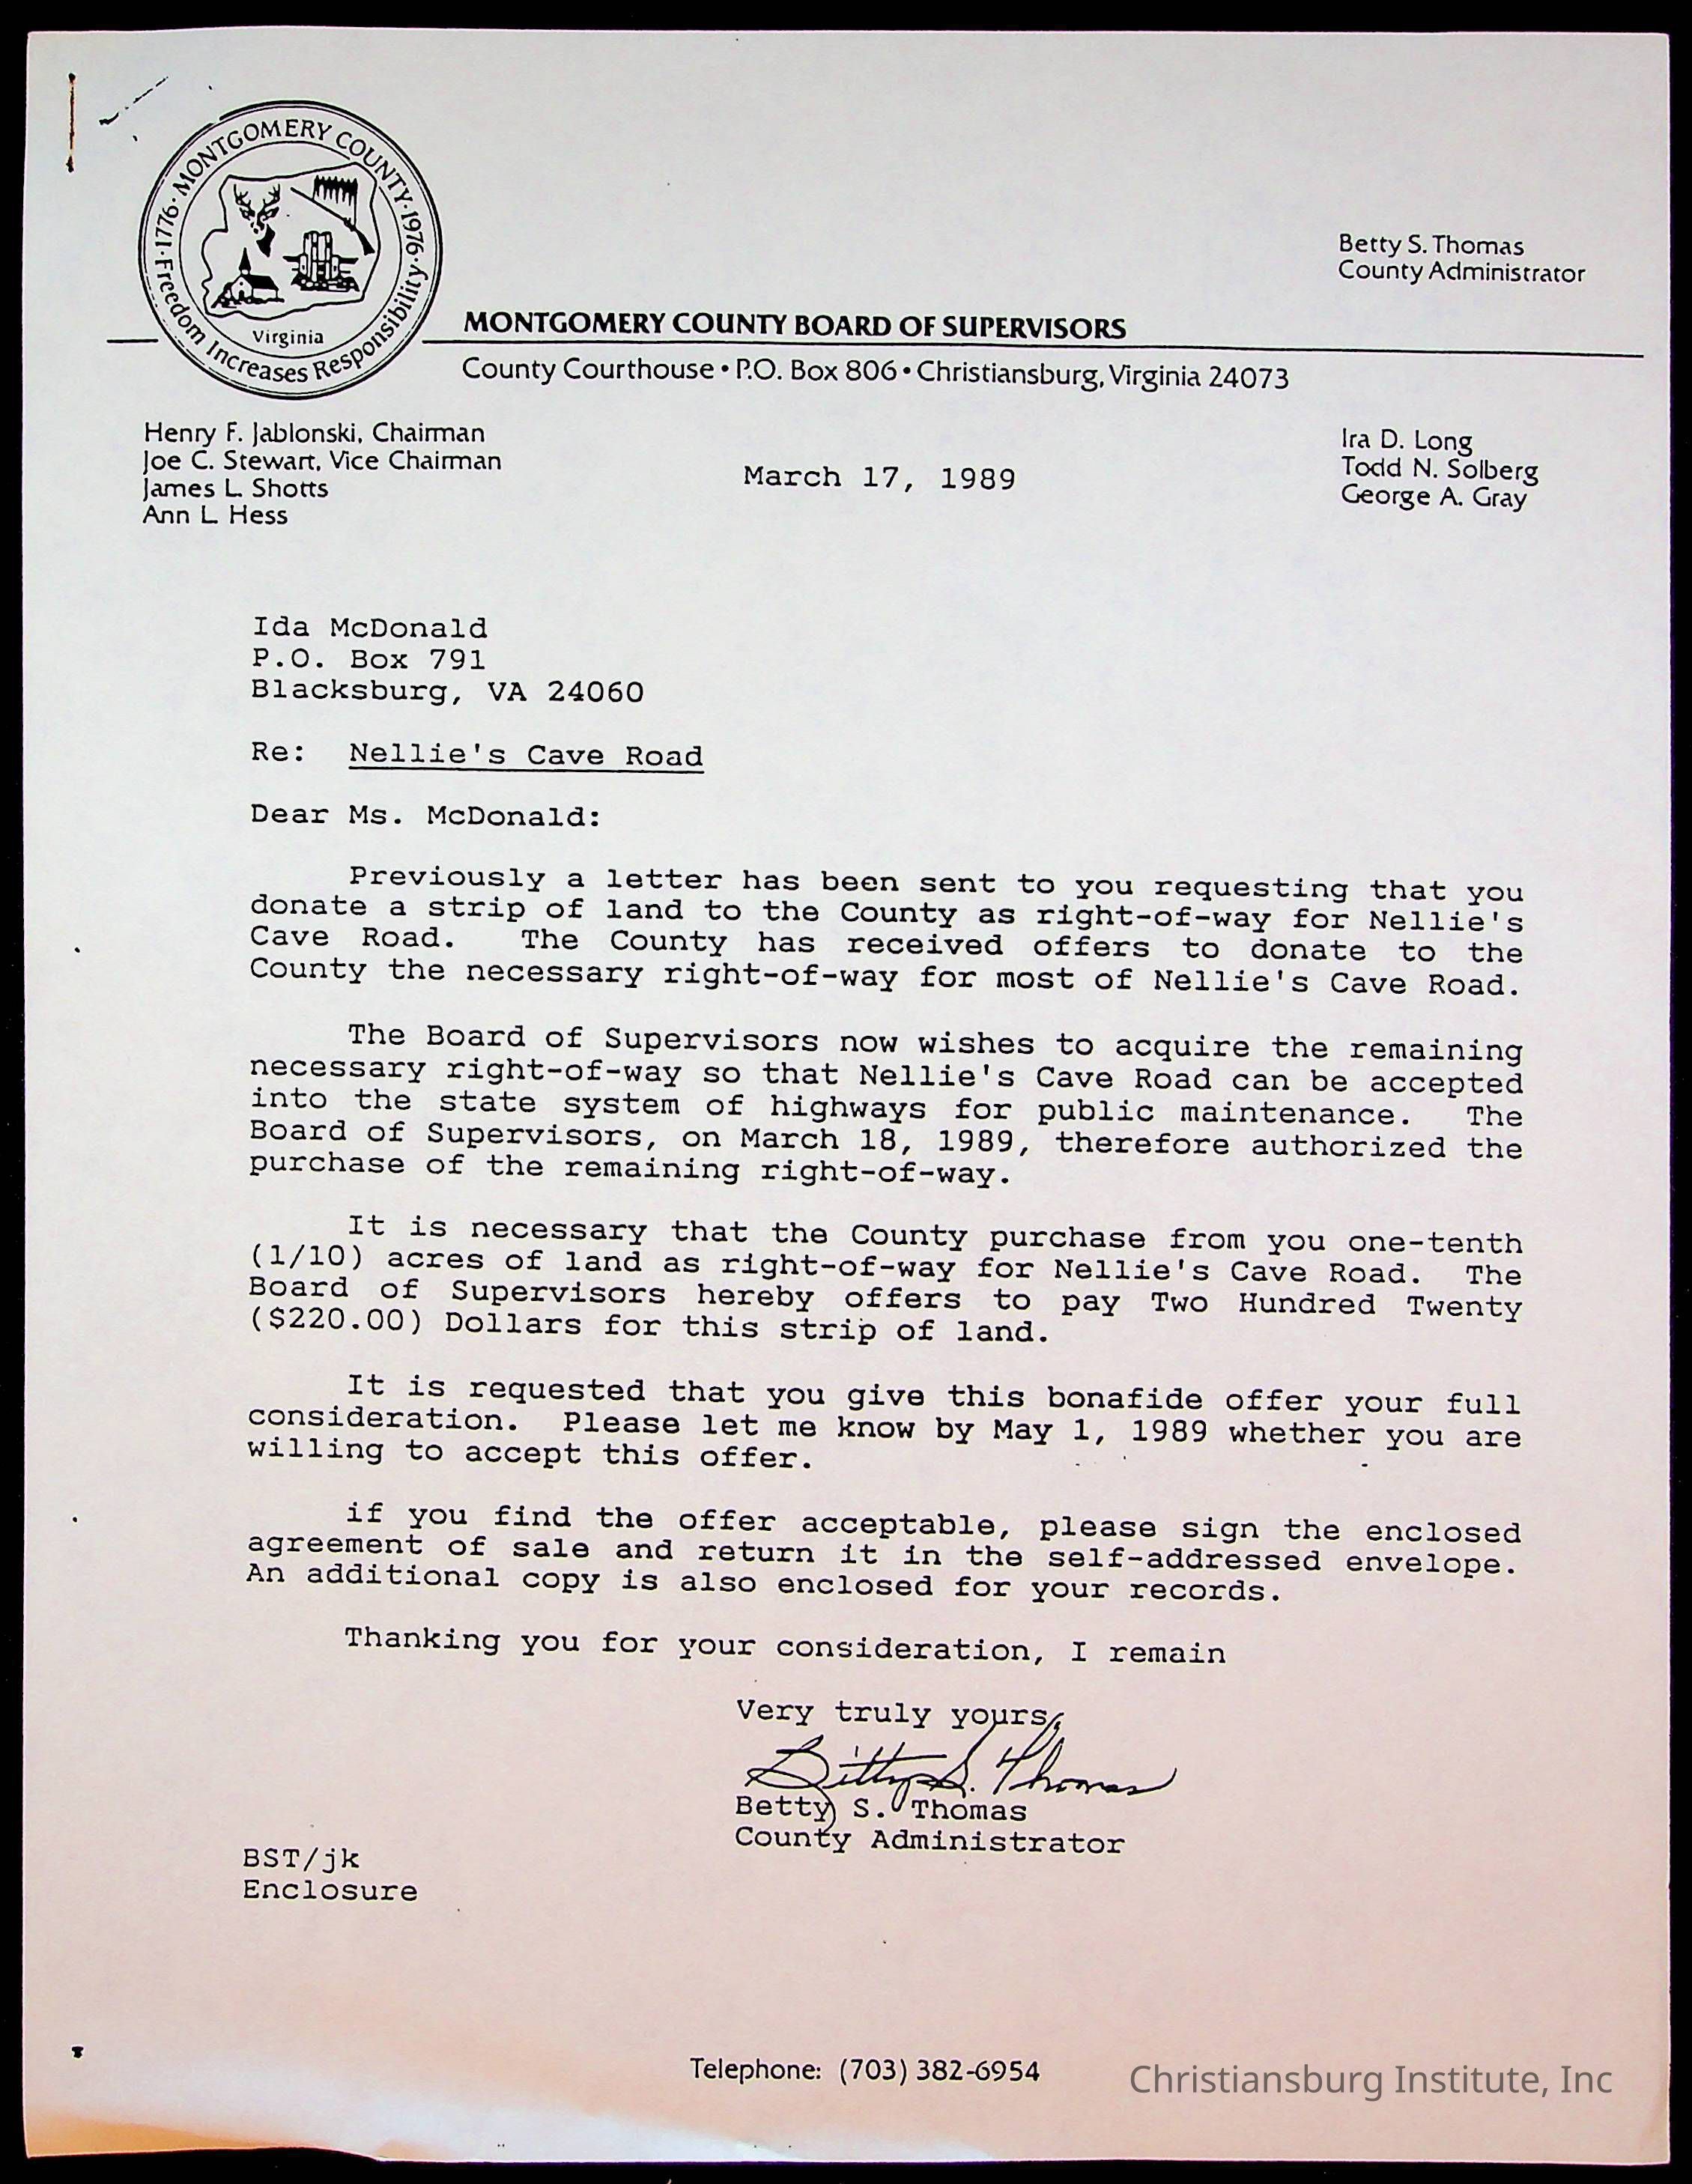 MONTGOMERY COUNTY
·1776· ·1976·
Freedom Increases Responsibility
Virginia
Betty S. Thomas
County Administrator
MONTGOMERY COUNTY BOARD OF SUPERVISORS
County Courthouse • P.O. Box 806 • Christiansburg, Virginia 24073
Henry F. Jablonski, Chairman
Joe C. Stewart, Vice Chairman
James L. Shotts
Ann L. Hess
March 17, 1989
Ira D. Long
Todd N. Solberg
George A. Gray
Ida McDonald
P.O. Box 791
Blacksburg, VA 24060
Re: Nellie's Cave Road
Dear Ms. McDonald:
Previously a letter has been sent to you requesting that you
donate a strip of land to the County as right-of-way for Nellie's
Cave Road. The County has received offers to donate to the
County the necessary right-of-way for most of Nellie's Cave Road.
The Board of Supervisors now wishes to acquire the remaining
necessary right-of-way so that Nellie's Cave Road can be accepted
into the state system of highways for public maintenance. The
Board of Supervisors, on March 18, 1989, therefore authorized the
purchase of the remaining right-of-way.
It is necessary that the County purchase from you one-tenth
(1/10) acres of land as right-of-way for Nellie's Cave Road. The
Board of Supervisors hereby offers to pay Two Hundred Twenty
($220.00) Dollars for this strip of land.
It is requested that you give this bonafide offer your full
consideration. Please let me know by May 1, 1989 whether you are
willing to accept this offer.
if you find the offer acceptable, please sign the enclosed
agreement of sale and return it in the self-addressed envelope.
An additional copy is also enclosed for your records.
Thanking you for your consideration, I remain
Very truly yours,
Betty S. Thomas
Betty S. Thomas
County Administrator
BST/jk
Enclosure
Telephone: (703) 382-6954
Christiansburg Institute, Inc